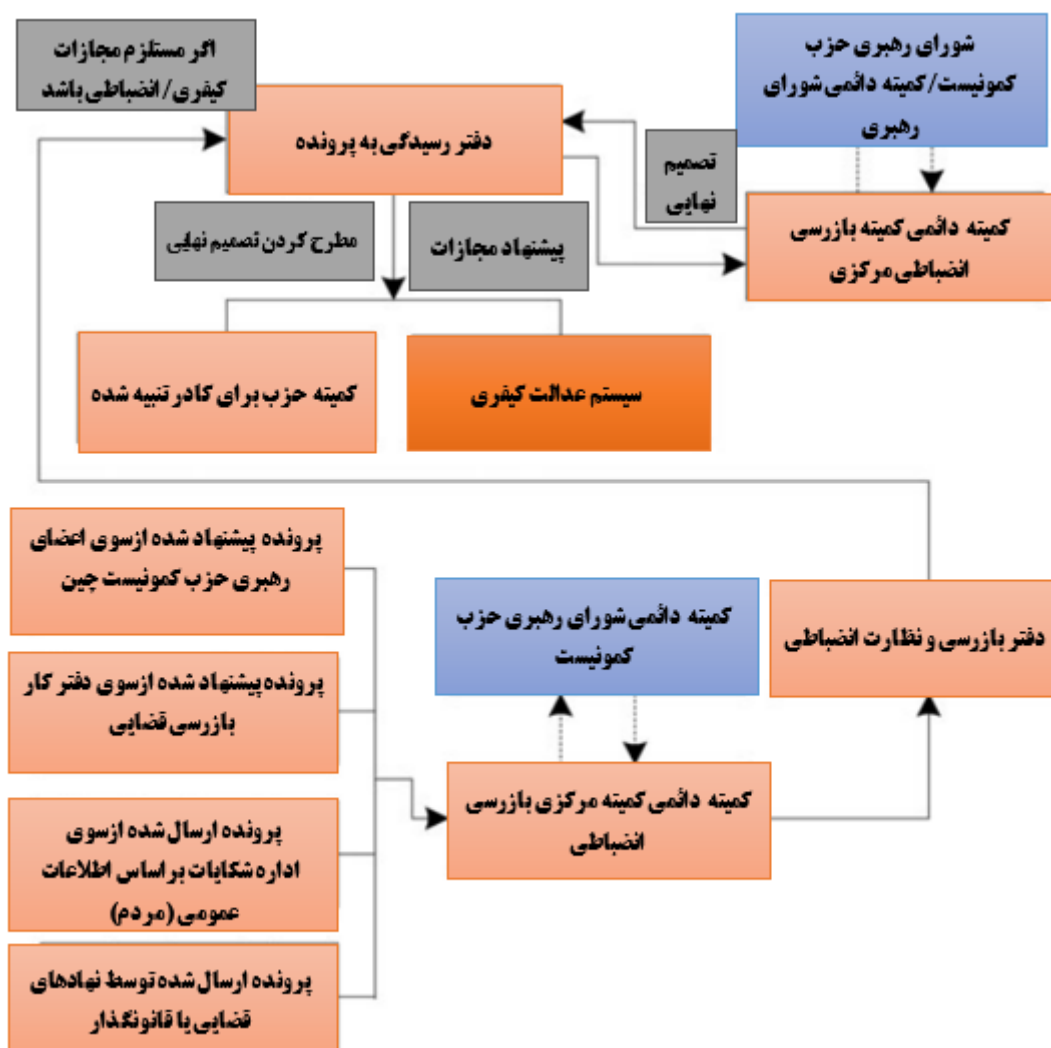 اگر مستلزم مجازات
کیفری/انضباطی باشد
شورای رهبری حزب
کمونیست/کمیته دائمی شورای
رهبری
دفتر رسیدگی به پرونده
تصمیم
نهایی
کمیته دائمی کمیته بازرسی
انضباطی مرکزی
مطرح کردن تصمیم نهایی
پیشنهاد مجازات
کمیته حزب برای کادر تنبیه شده
سیستم عدالت کیفری
پرونده پیشنهاد شده ازسوی اعضای
رهبری حزب کمونیست چین
پرونده پیشنهاد شده ازسوی دفتر کار
بازرسی قضایی
پرونده ارسال شده ازسوی
اداره شکایات بر اساس اطلاعات
عمومی (مردم)
پرونده ارسال شده توسط نهادهای
قضایی یا قانونگذار
کمیته دائمی شورای رهبری حزب
کمونیست
کمیته دائمی کمیته مرکزی بازرسی
انضباطی
دفتر بازرسی و نظارت انضباطی